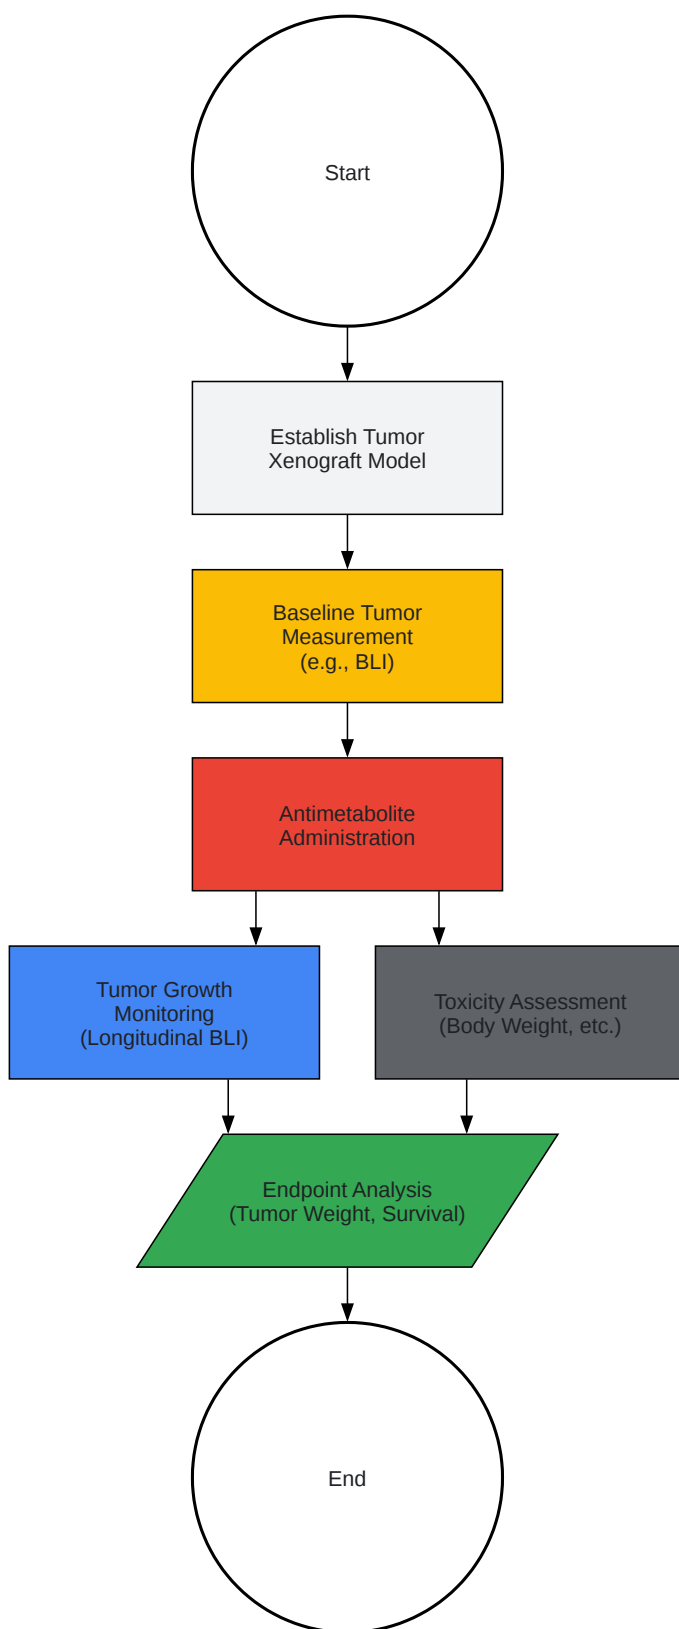 Start
Establish Tumor
Xenograft Model
Baseline Tumor
Measurement
(e.g., BLI)
Antimetabolite
Administration
Tumor Growth
Monitoring
(Longitudinal BLI)
Toxicity Assessment
(Body Weight, etc.)
Endpoint Analysis
(Tumor Weight, Survival)
End